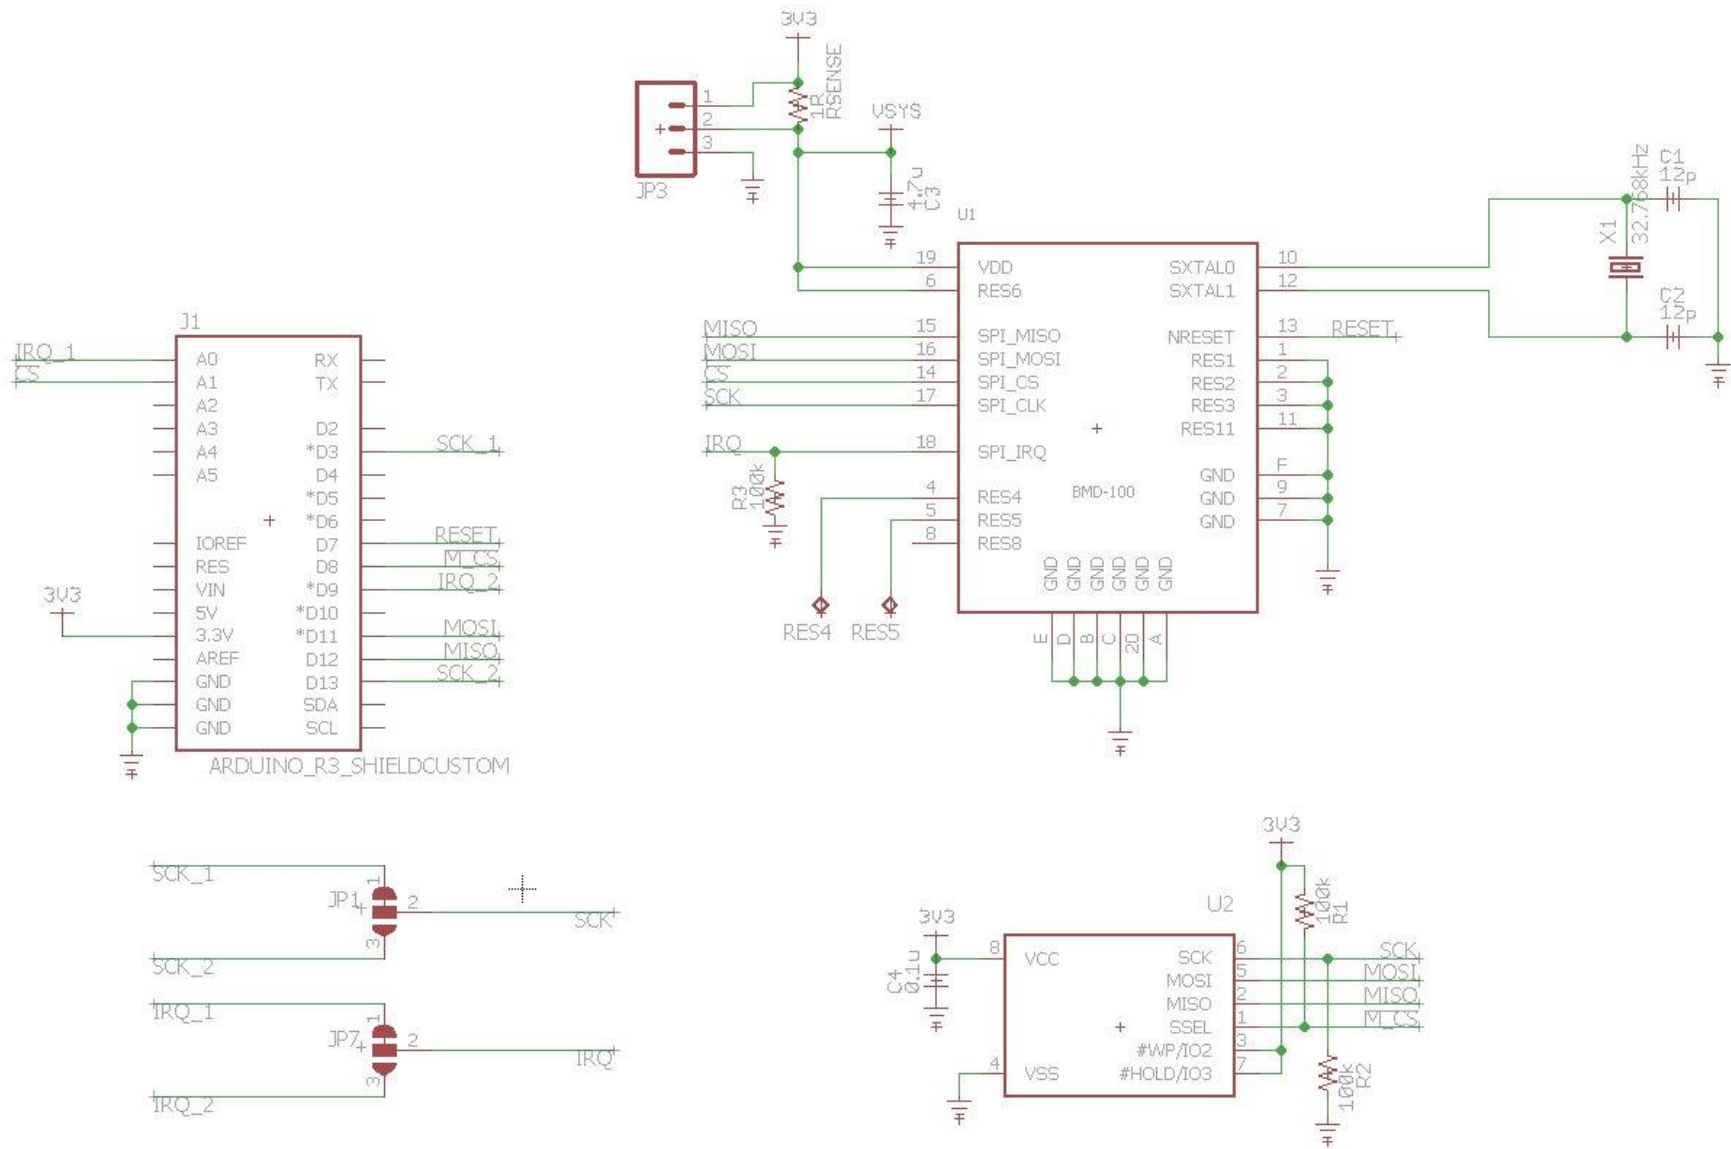 3V3
1R
RSENSE
JP3
1
2
3
VSYS
4.7u
C3
U1
BMD-100
19 VDD
6 RES6
MISO 15 SPI_MISO
MOSI 16 SPI_MOSI
CS 14 SPI_CS
SCK 17 SPI_CLK
IRQ 18 SPI_IRQ
R3
100k
4 RES4
5 RES5
8 RES8
RES4
RES5
SXTAL0 10
SXTAL1 12
NRESET 13 RESET
RES1 1
RES2 2
RES3 3
RES11 11
GND F
GND 9
GND 7
GND GND GND GND GND GND
E D B C 20 A
X1
32.768kHz
C1
12p
C2
12p
J1
IRQ_1 A0 RX
CS A1 TX
A2
A3 D2
A4 *D3 SCK_1
A5 D4
*D5
*D6
IOREF D7 RESET
RES D8 M_CS
VIN *D9 IRQ_2
3V3
5V *D10
3.3V *D11 MOSI
AREF D12 MISO
GND D13 SCK_2
GND SDA
GND SCL
ARDUINO_R3_SHIELDCUSTOM
SCK_1
JP1
1
2
3
SCK
SCK_2
IRQ_1
JP7
1
2
3
IRQ
IRQ_2
3V3
100k
R1
U2
3V3
C4
0.1u
8 VCC
4 VSS
SCK 6 SCK
MOSI 5 MOSI
MISO 2 MISO
SSEL 1 M_CS
#WP/IO2 3
#HOLD/IO3 7
100k
R2